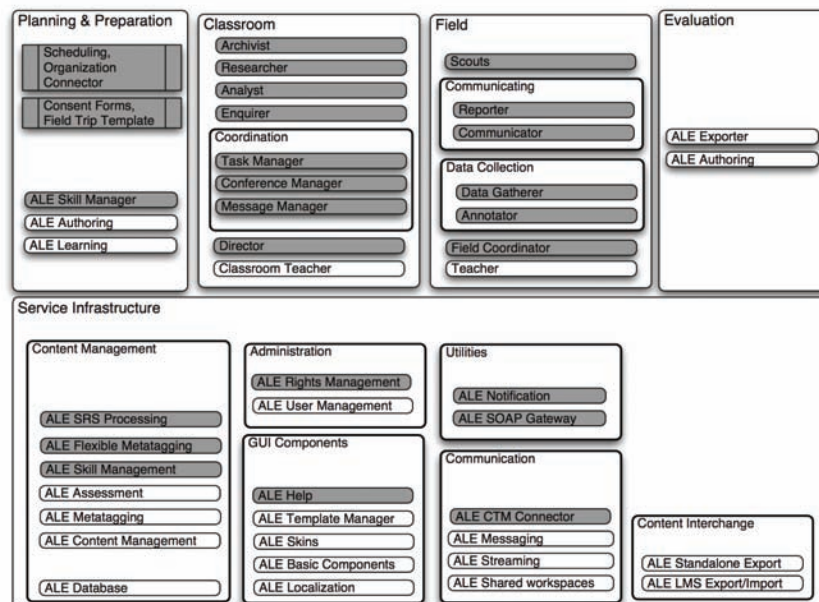 Planning & Preparation
Scheduling,
Organization
Connector
Consent Forms,
Field Trip Template
ALE Skill Manager
ALE Authoring
ALE Learning
Classroom
Archivist
Researcher
Analyst
Enquirer
Coordination
Task Manager
Conference Manager
Message Manager
Director
Classroom Teacher
Field
Scouts
Communicating
Reporter
Communicator
Data Collection
Data Gatherer
Annotator
Field Coordinator
Teacher
Evaluation
ALE Exporter
ALE Authoring
Service Infrastructure
Content Management
ALE SRS Processing
ALE Flexible Metatagging
ALE Skill Management
ALE Assessment
ALE Metatagging
ALE Content Management
ALE Database
Administration
ALE Rights Management
ALE User Management
GUI Components
ALE Help
ALE Template Manager
ALE Skins
ALE Basic Components
ALE Localization
Utilities
ALE Notification
ALE SOAP Gateway
Communication
ALE CTM Connector
ALE Messaging
ALE Streaming
ALE Shared workspaces
Content Interchange
ALE Standalone Export
ALE LMS Export/Import